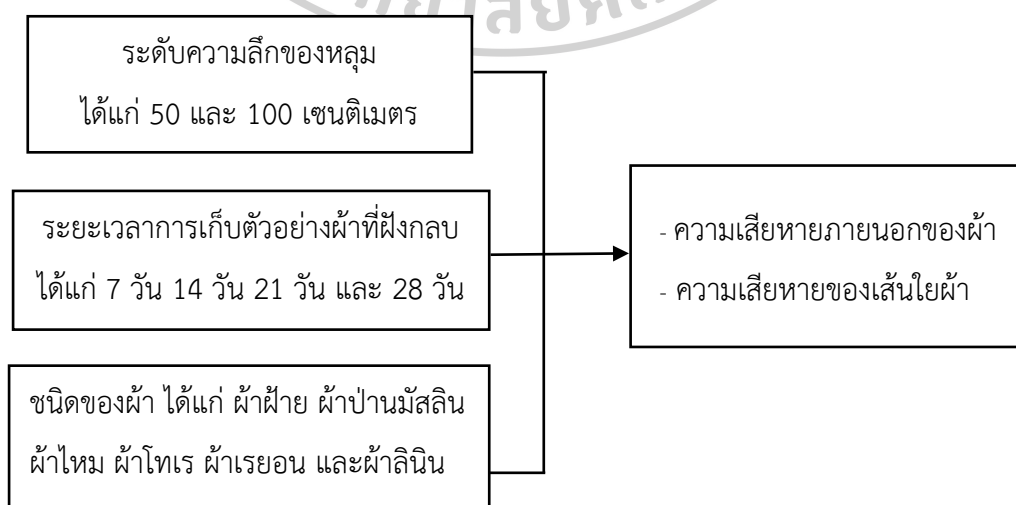 ระดับความลึกของหลุม
ได้แก่ 50 และ 100 เซนติเมตร
ระยะเวลาการเก็บตัวอย่างผ้าที่ฝังกลบ
ได้แก่ 7 วัน 14 วัน 21 วัน และ 28 วัน
ชนิดของผ้า ได้แก่ ผ้าฝ้าย ผ้าป่านมัสลิน
ผ้าไหม ผ้าโทเร ผ้าเรยอน และผ้าลินิน
- ความเสียหายภายนอกของผ้า
- ความเสียหายของเส้นใยผ้า